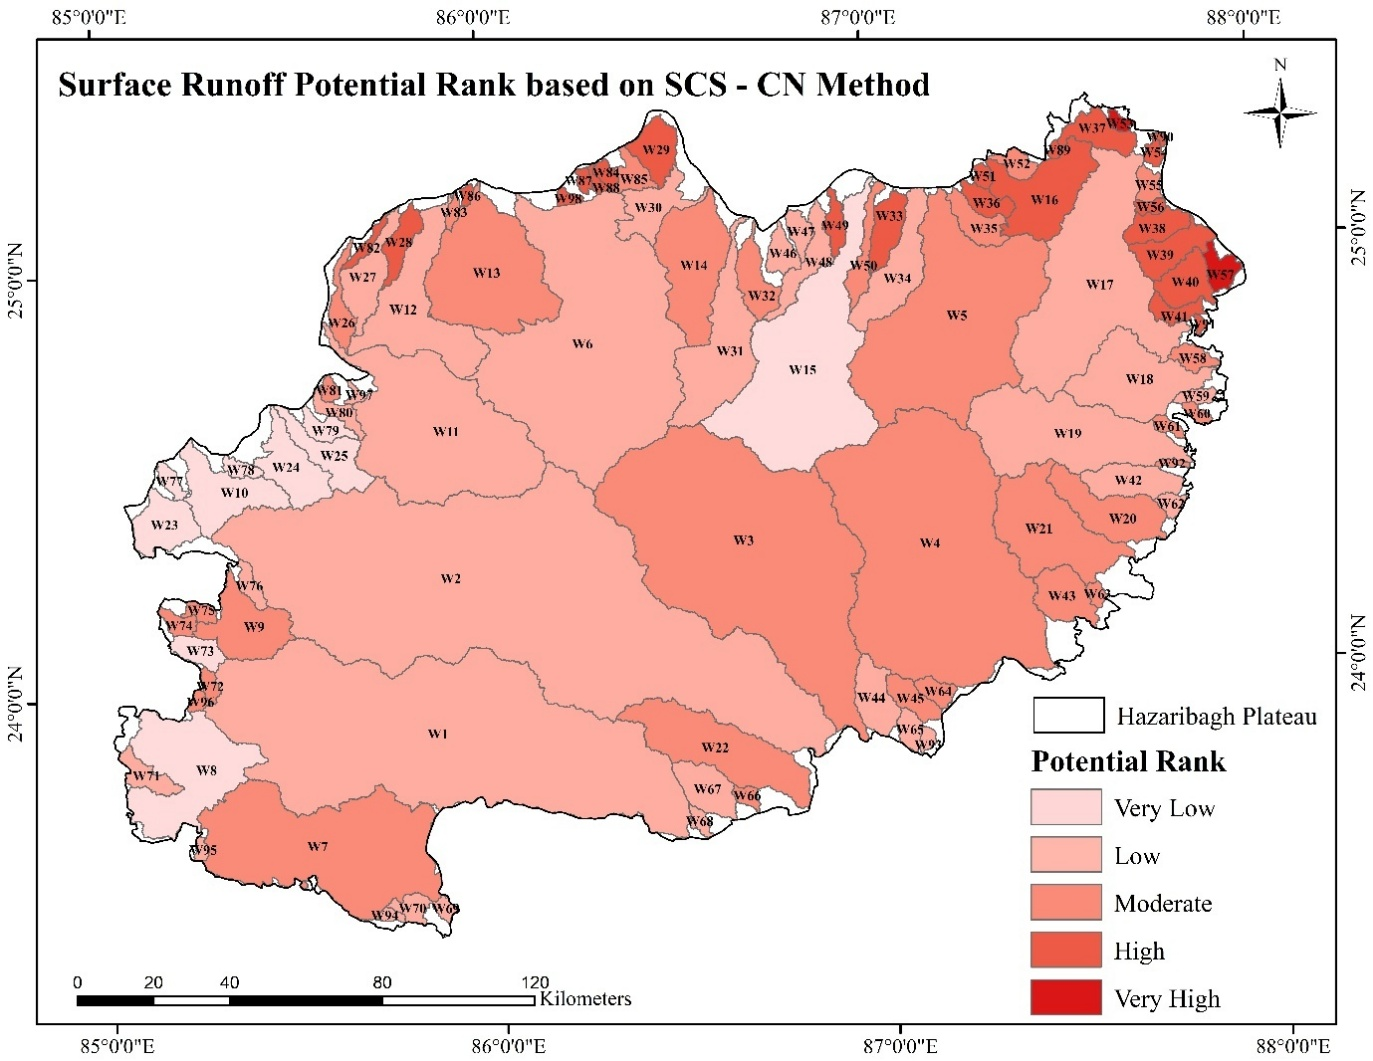 85°0'0"E 86°0'0"E 87°0'0"E 88°0'0"E
Surface Runoff Potential Rank based on SCS - CN Method
N
W37 W53
W90
W29 W89 W54
W84 W52
W87 W85 W51 W55
W88
W86 W98 W16
W83 W30 W36 W56
W33
W47 W49 W35 W38
W28
W82 W46 W39
W48 W50
W27 W13 W14 W34 W57
W17 W40
W32
W12 W5 W41
W26
W6 W31
W58
W15 W18
W81 W97 W59
W80 W60
W79 W11 W19 W61
W25
W78 W24 W92
W77 W42
W10
W62
W23 W20
W21
W3 W4
W2
W76
W43
W75
W74 W9
W73
W72 W64
W96 W44 W45
W65
W1 W22 W93
W8
W71
W67 W66
W68
W7
W95
W94 W70 W69
25°0'0"N
24°0'0"N
25°0'0"N
24°0'0"N
Hazaribagh Plateau
Potential Rank
Very Low
Low
Moderate
High
Very High
0 20 40 80 120
Kilometers
85°0'0"E 86°0'0"E 87°0'0"E 88°0'0"E